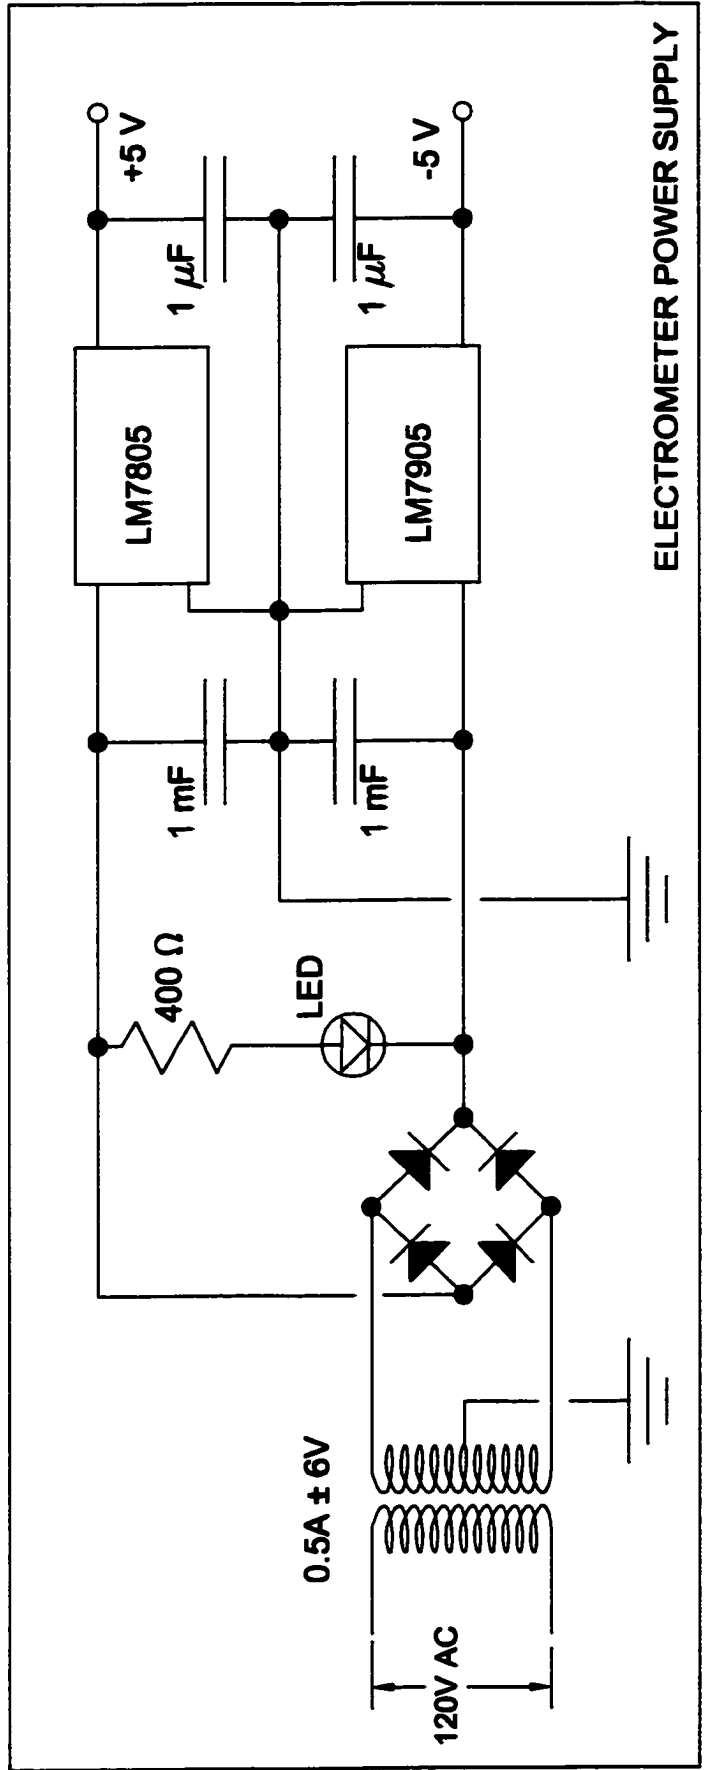 120V AC
0.5A ± 6V
LED
400 Ω
1 mF
1 mF
LM7805
LM7905
1 μF
1 μF
+5 V
-5 V
ELECTROMETER POWER SUPPLY